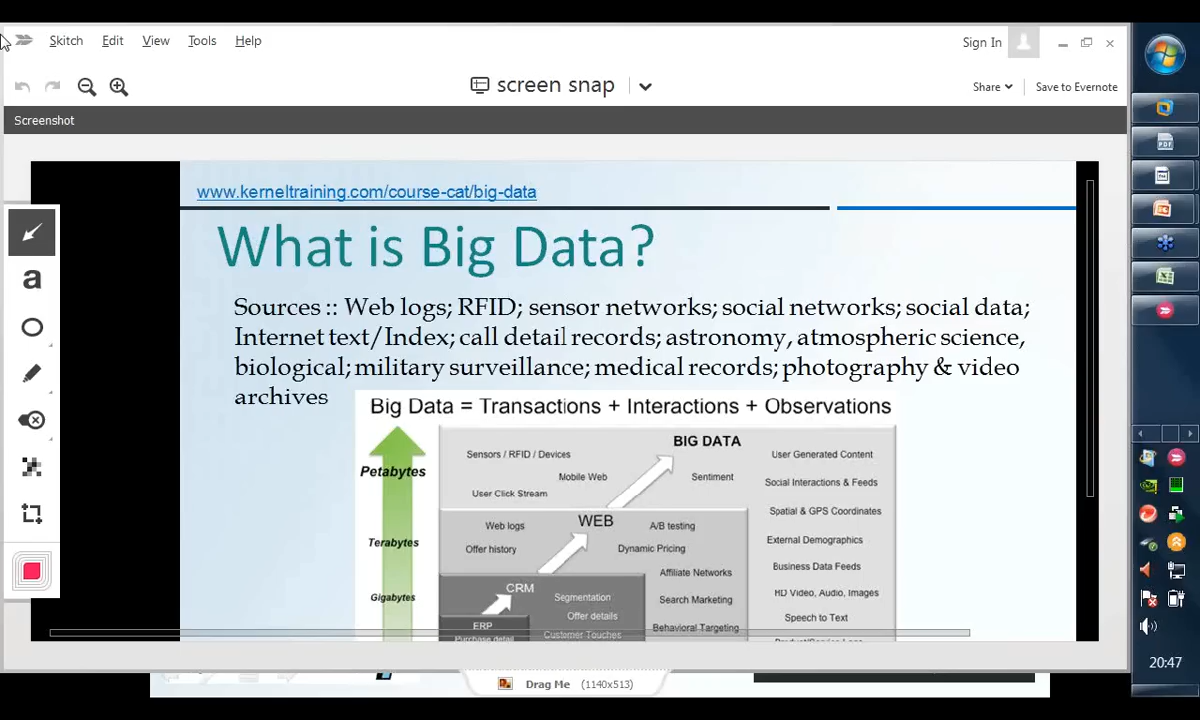 Skitch Edit View Tools Help
Sign In
screen snap
Share
Save to Evernote
Screenshot
www.kerneltraining.com/course-cat/big-data
What is Big Data?
a
Sources :: Web logs; RFID; sensor networks; social networks; social data;
Internet text/Index; call detail records; astronomy, atmospheric science,
biological; military surveillance; medical records; photography & video
archives
Big Data = Transactions + Interactions + Observations
BIG DATA
Petabytes
Sensors / RFID / Devices
User Generated Content
Mobile Web
Sentiment
Social Interactions & Feeds
User Click Stream
Spatial & GPS Coordinates
WEB
Web logs
A/B testing
External Demographics
Terabytes
Offer history
Dynamic Pricing
Business Data Feeds
Affiliate Networks
CRM
HD Video, Audio, Images
Gigabytes
Segmentation
Search Marketing
Offer details
Speech to Text
ERP
Behavioral Targeting
Purchase detail
Customer Touches
Drag Me (1140x513)
PDF
20:47